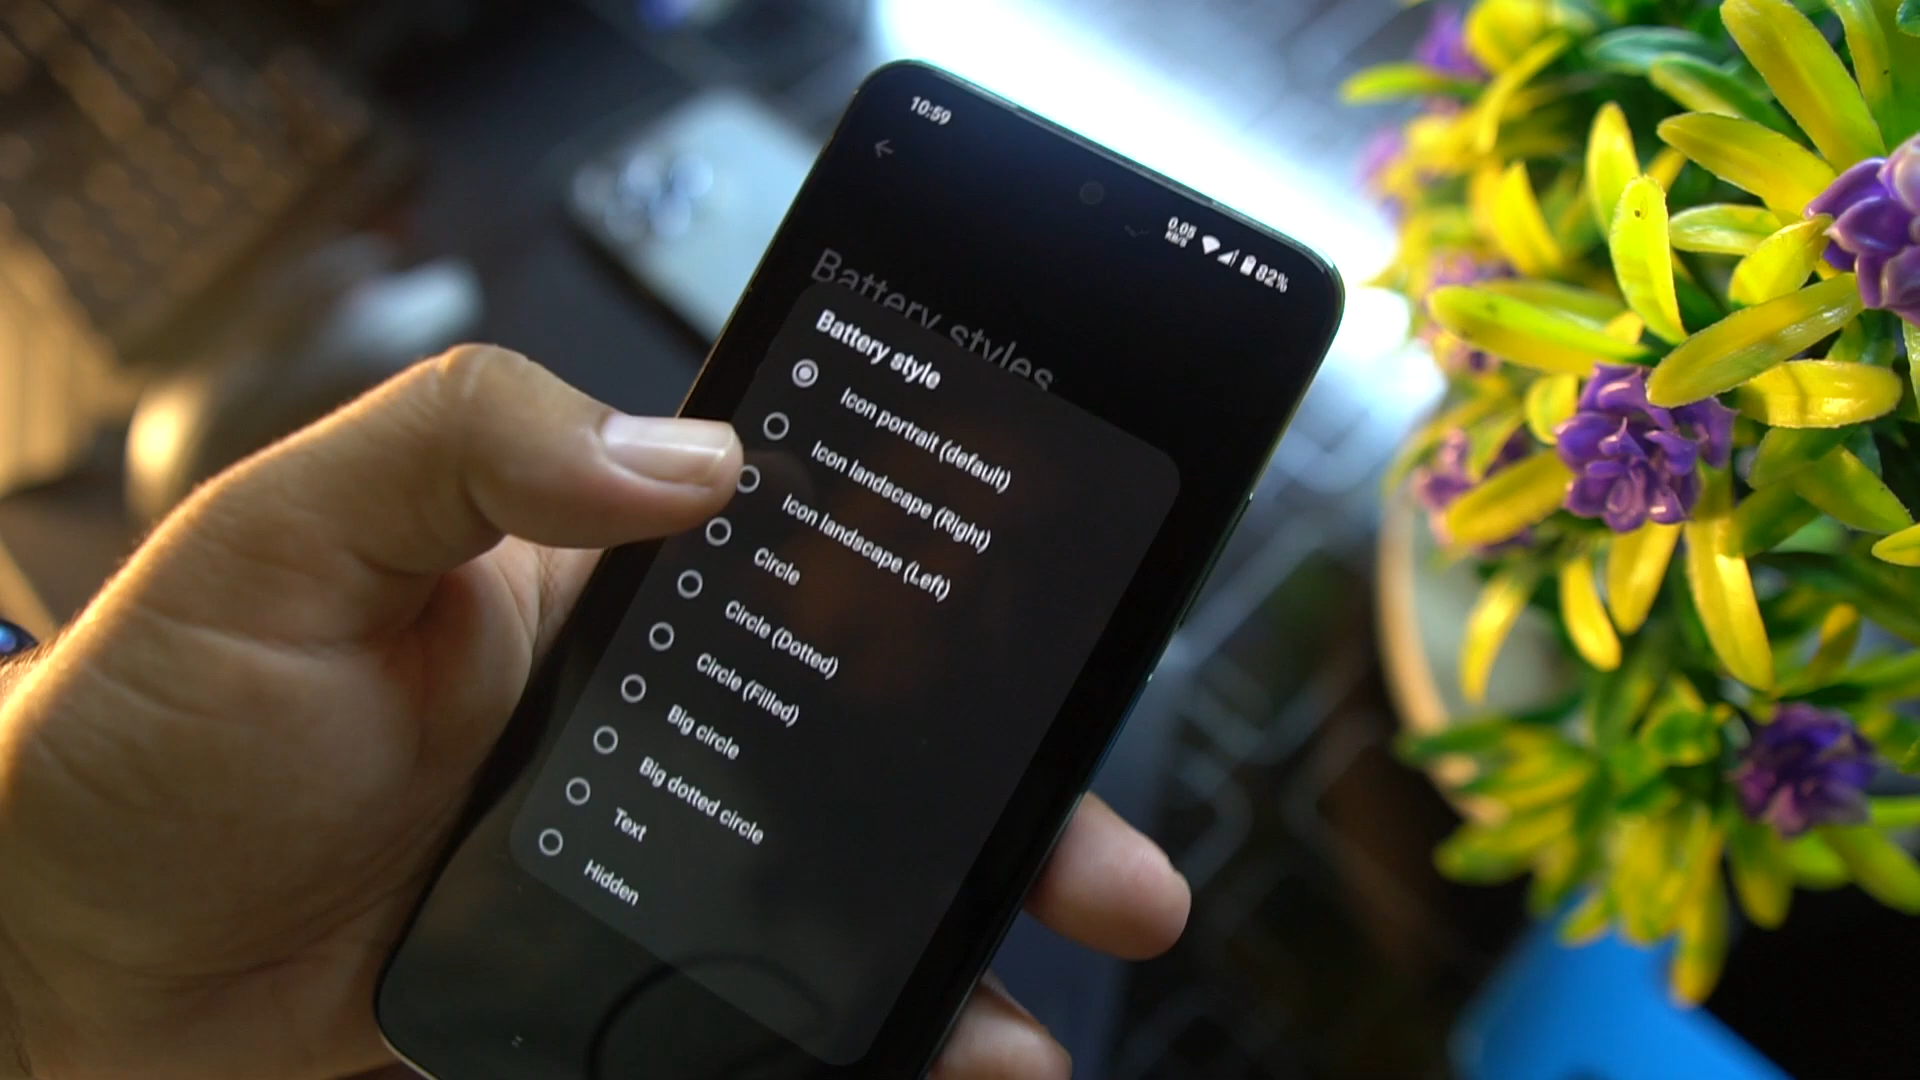 10:59
0.05
KB/S
82%
Battery styles
Battery style
Icon portrait (default)
Icon landscape (Right)
Icon landscape (Left)
Circle
Circle (Dotted)
Circle (Filled)
Big circle
Big dotted circle
Text
Hidden